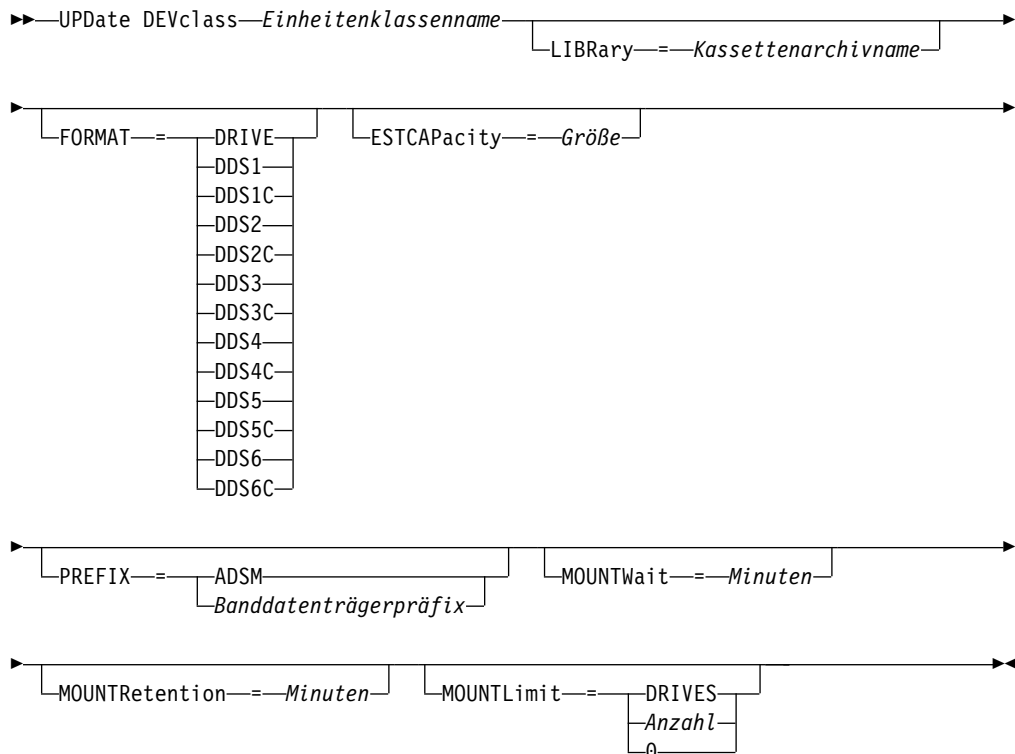 UPDate DEVclass Einheitenklassenname
LIBRary = Kassettenarchivname
FORMAT = DRIVE
DDS1
DDS1C
DDS2
DDS2C
DDS3
DDS3C
DDS4
DDS4C
DDS5
DDS5C
DDS6
DDS6C
ESTCAPacity = Größe
PREFIX = ADSM
Banddatenträgerpräfix
MOUNTWait = Minuten
MOUNTRetention = Minuten
MOUNTLimit = DRIVES
Anzahl
0